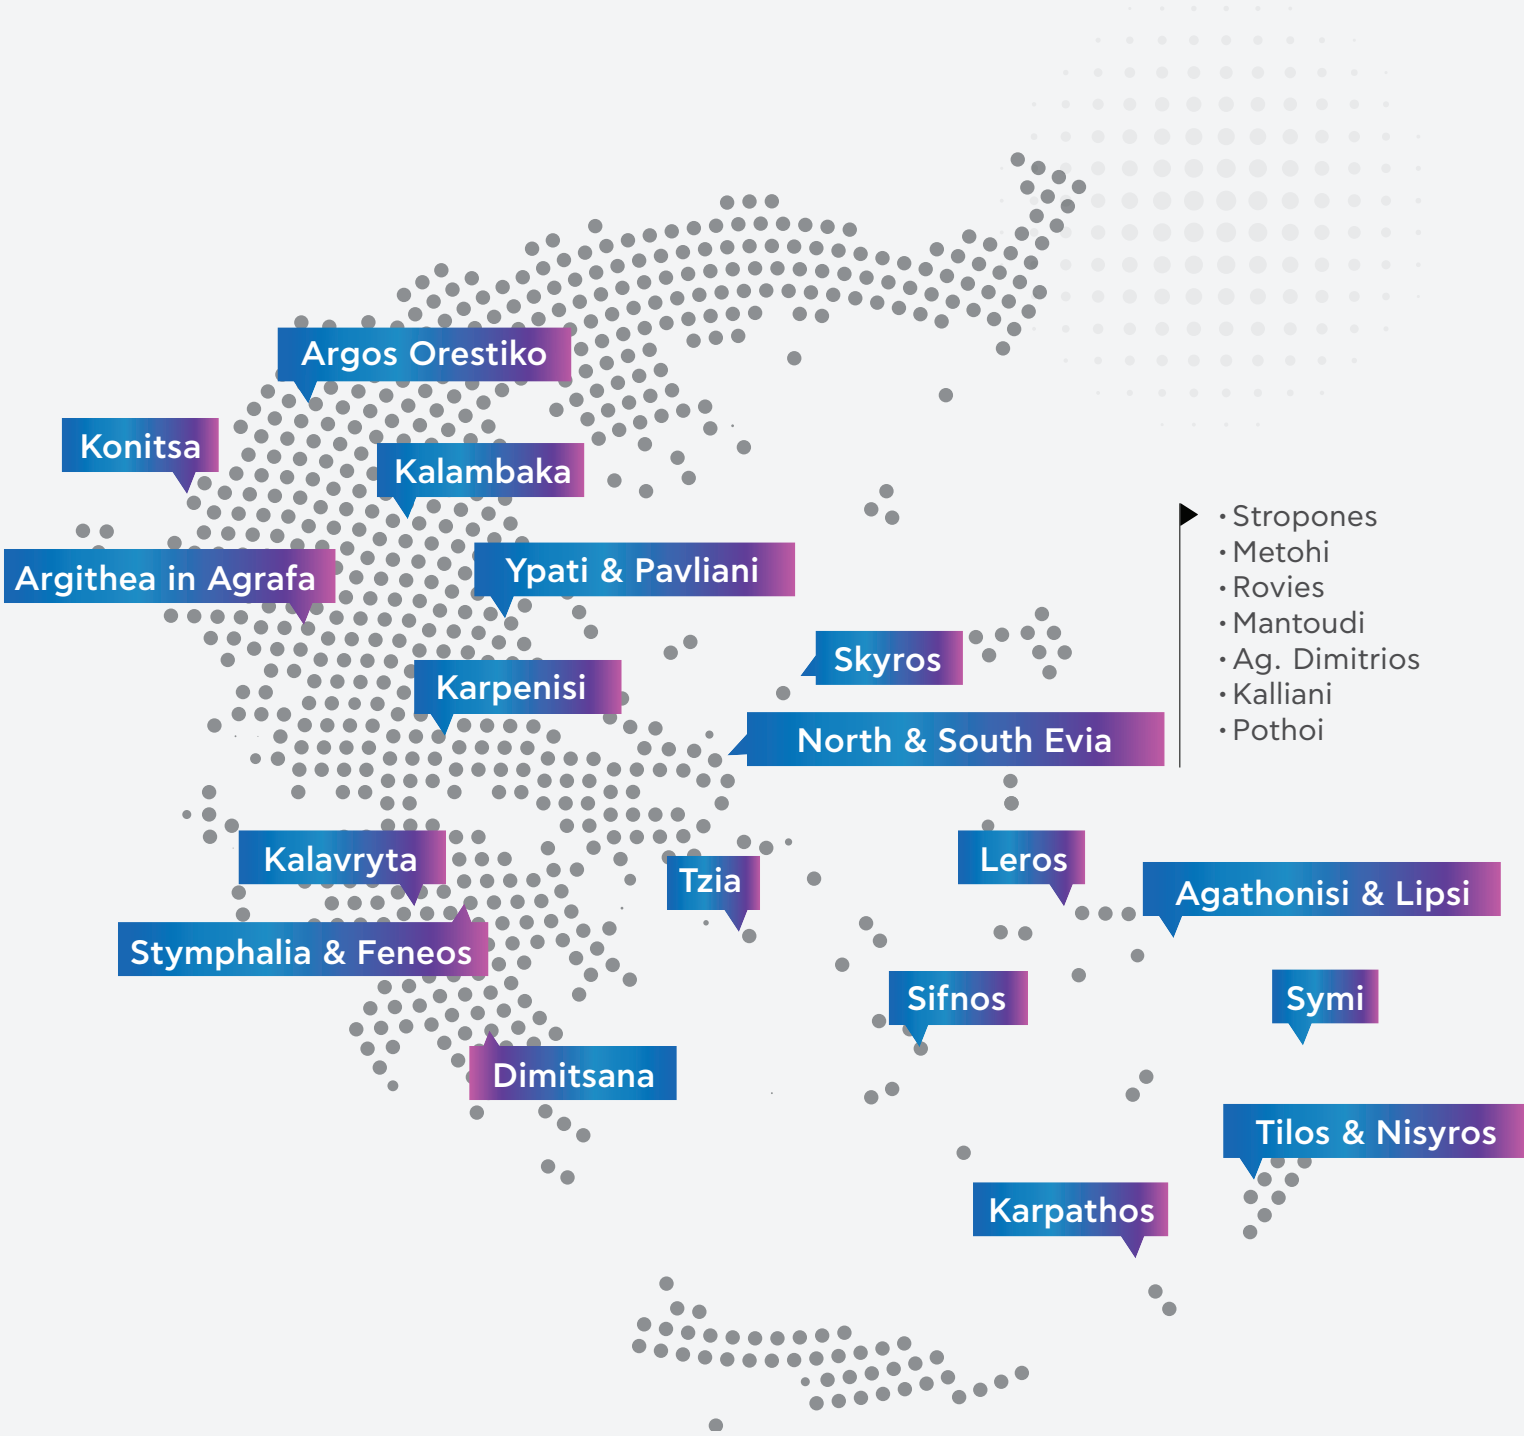 Argos Orestiko
Konitsa
Kalambaka
Argithea in Agrafa
Ypati & Pavliani
Skyros
Karpenisi
North & South Evia
· Stropones
· Metohi
· Rovies
· Mantoudi
· Ag. Dimitrios
· Kalliani
· Pothoi
Kalavryta
Tzia
Leros
Agathonisi & Lipsi
Stymphalia & Feneos
Sifnos
Symi
Dimitsana
Tilos & Nisyros
Karpathos